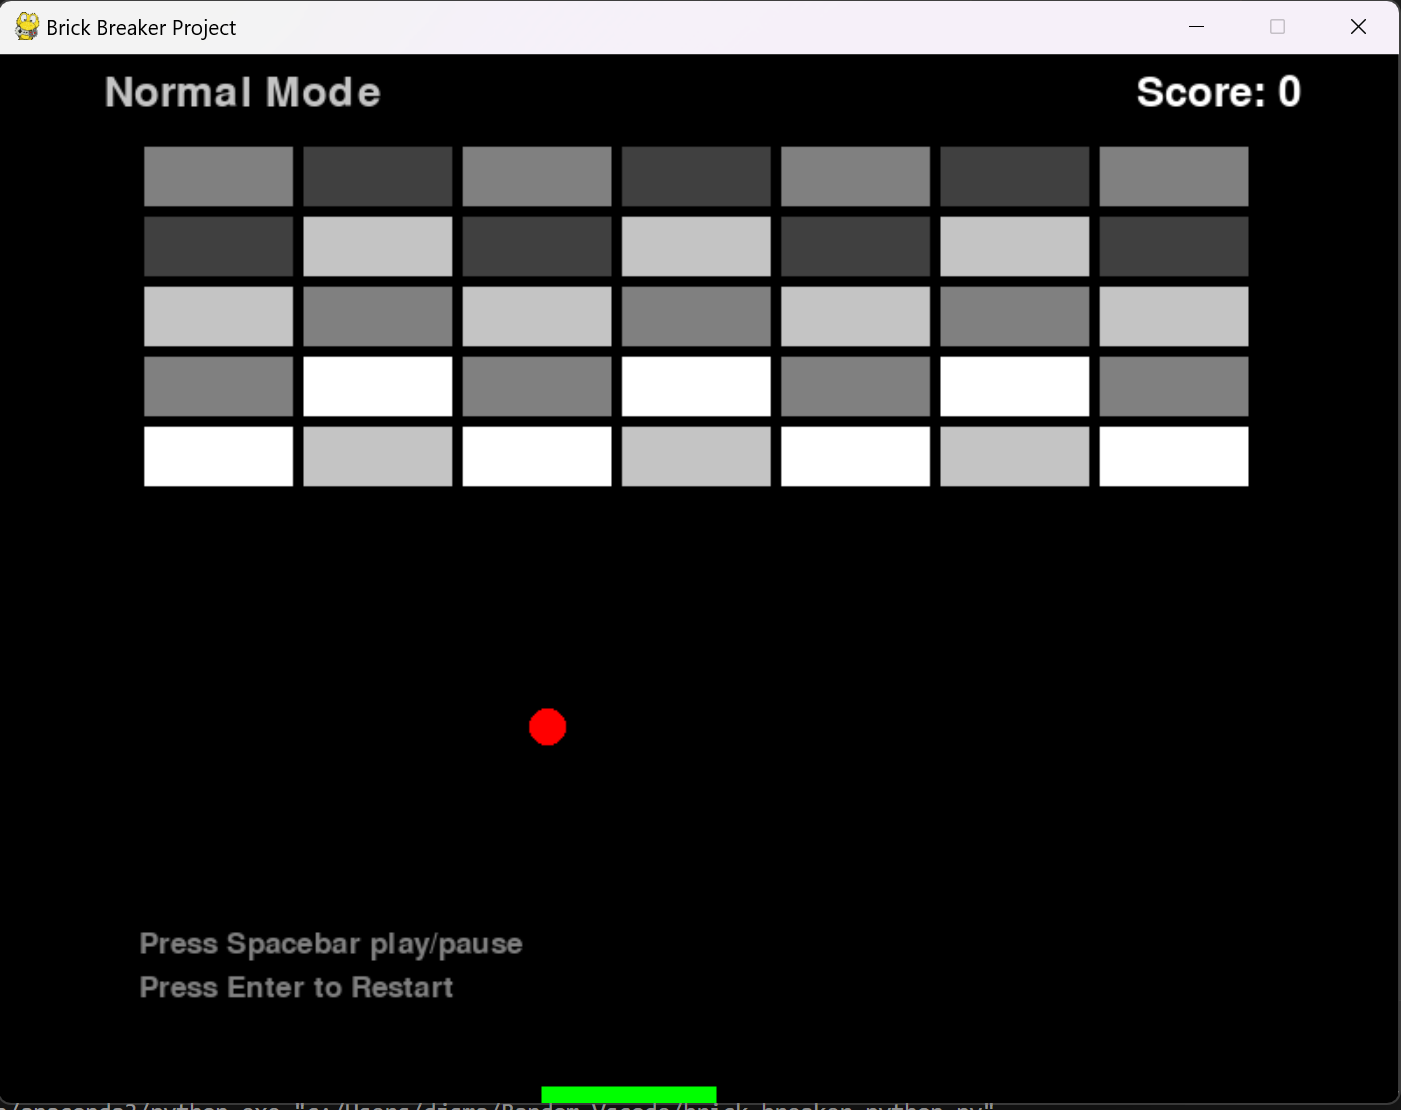 Brick Breaker Project
Normal Mode
Score: 0
Press Spacebar play/pause
Press Enter to Restart